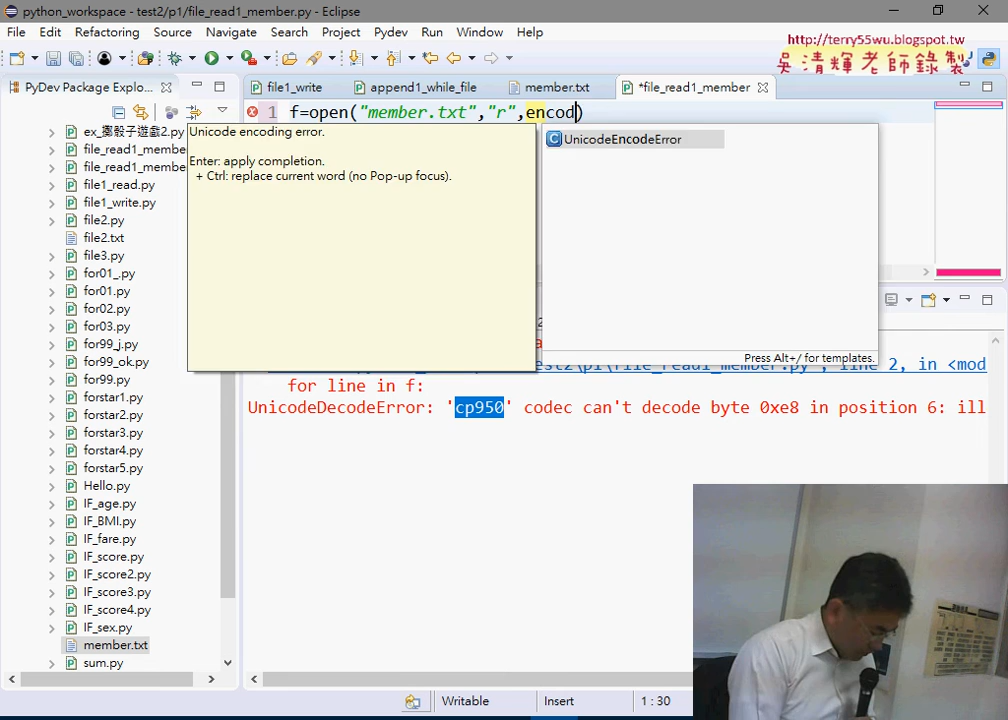 python_workspace - test2/p1/file_read1_member.py - Eclipse
File Edit Refactoring Source Navigate Search Project Pydev Run Window Help
http://terry55wu.blogspot.tw
吳清輝老師錄製
PyDev Package Explo...
file1_write
append1_while_file
member.txt
*file_read1_member
1 f=open("member.txt","r",encod)
ex_擲骰子遊戲2.py
file_read1_membe
file_read1_membe
file1_read.py
file1_write.py
file2.py
file2.txt
file3.py
for01_.py
for01.py
for02.py
for03.py
for99_j.py
for99_ok.py
for99.py
forstar1.py
forstar2.py
forstar3.py
forstar4.py
forstar5.py
Hello.py
IF_age.py
IF_BMI.py
IF_fare.py
IF_score.py
IF_score2.py
IF_score3.py
IF_score4.py
IF_sex.py
member.txt
sum.py
Unicode encoding error.
Enter: apply completion.
+ Ctrl: replace current word (no Pop-up focus).
UnicodeEncodeError
Press Alt+/ for templates.
line 2, in <mod
for line in f:
UnicodeDecodeError: 'cp950' codec can't decode byte 0xe8 in position 6: ill
Writable Insert 1 : 30